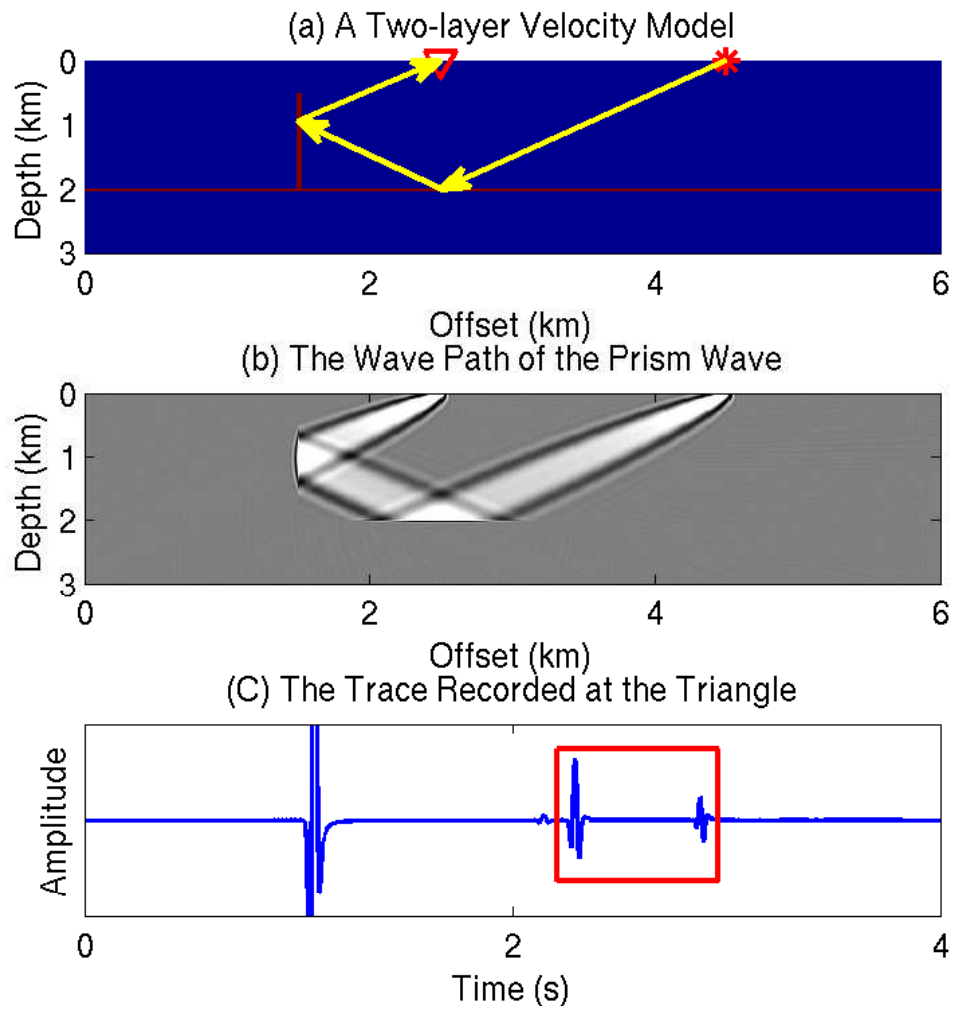 (a) A Two-layer Velocity Model
Depth (km)
0
1
2
3
0 2 4 6
Offset (km)
(b) The Wave Path of the Prism Wave
Depth (km)
0
1
2
3
0 2 4 6
Offset (km)
(C) The Trace Recorded at the Triangle
Amplitude
0 2 4
Time (s)